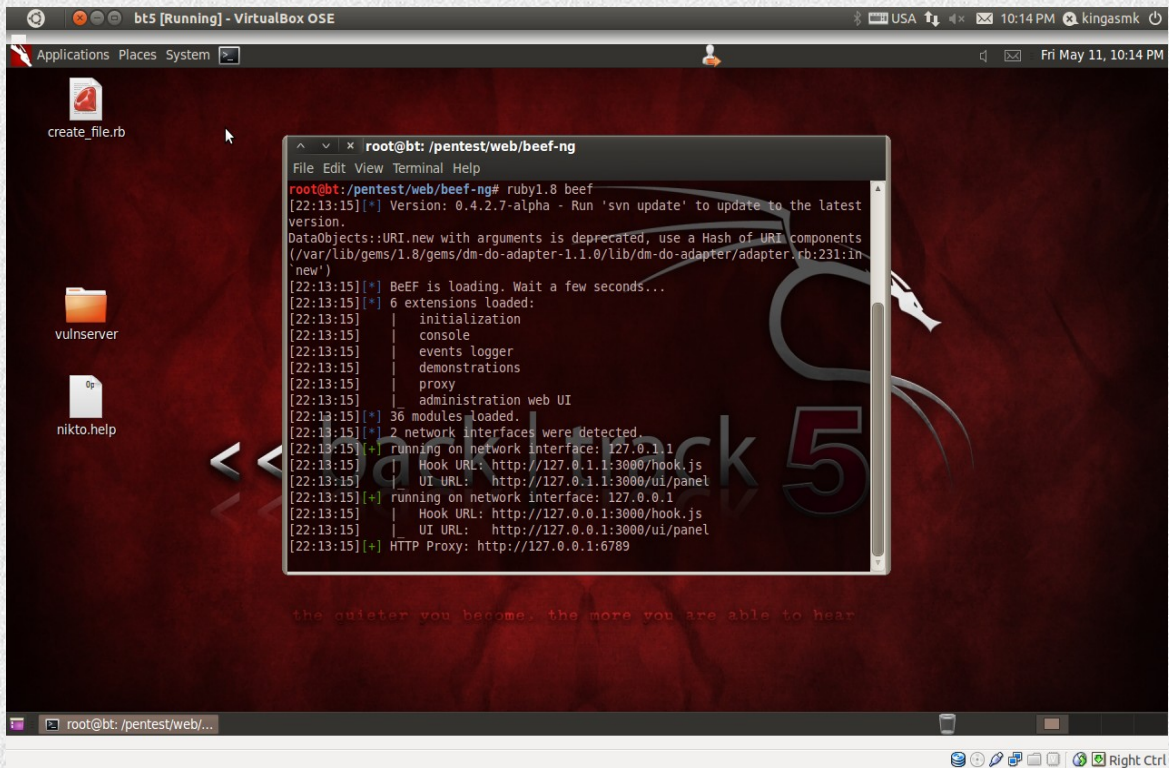 bt5 [Running] - VirtualBox OSE
USA
10:14 PM
kingasmk
Applications Places System
Fri May 11, 10:14 PM
create_file.rb
vulnserver
Op
nikto.help
root@bt: /pentest/web/beef-ng
File Edit View Terminal Help
root@bt:/pentest/web/beef-ng# ruby1.8 beef
[22:13:15][*] Version: 0.4.2.7-alpha - Run 'svn update' to update to the latest
version.
DataObjects::URI.new with arguments is deprecated, use a Hash of URI components
(/var/lib/gems/1.8/gems/dm-do-adapter-1.1.0/lib/dm-do-adapter/adapter.rb:231:in
`new')
[22:13:15][*] BeEF is loading. Wait a few seconds...
[22:13:15][*] 6 extensions loaded:
[22:13:15]    |   initialization
[22:13:15]    |   console
[22:13:15]    |   events logger
[22:13:15]    |   demonstrations
[22:13:15]    |   proxy
[22:13:15]    |_  administration web UI
[22:13:15][*] 36 modules loaded.
[22:13:15][*] 2 network interfaces were detected.
[22:13:15][+] running on network interface: 127.0.1.1
[22:13:15]    |   Hook URL: http://127.0.1.1:3000/hook.js
[22:13:15]    |_  UI URL:   http://127.0.1.1:3000/ui/panel
[22:13:15][+] running on network interface: 127.0.0.1
[22:13:15]    |   Hook URL: http://127.0.0.1:3000/hook.js
[22:13:15]    |_  UI URL:   http://127.0.0.1:3000/ui/panel
[22:13:15][+] HTTP Proxy: http://127.0.0.1:6789
<< back | track 5
the quieter you become, the more you are able to hear
root@bt: /pentest/web/...
Right Ctrl